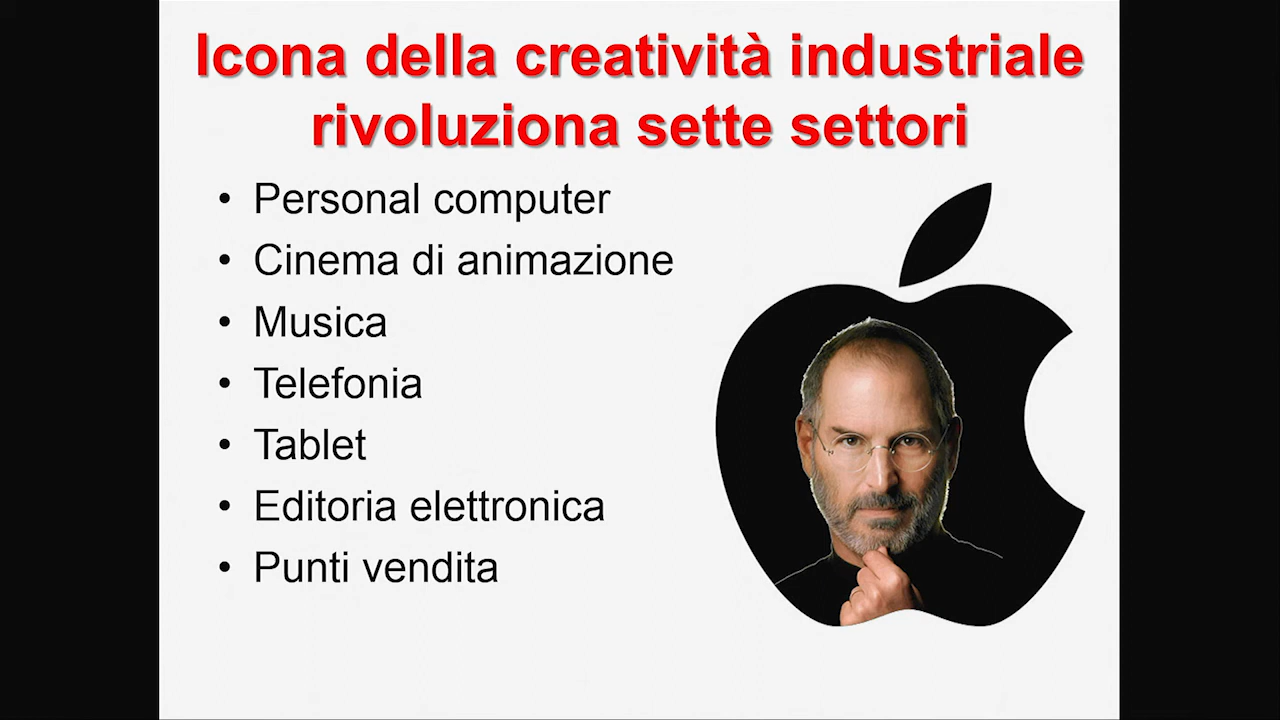 Icona della creatività industriale
rivoluziona sette settori
• Personal computer
• Cinema di animazione
• Musica
• Telefonia
• Tablet
• Editoria elettronica
• Punti vendita